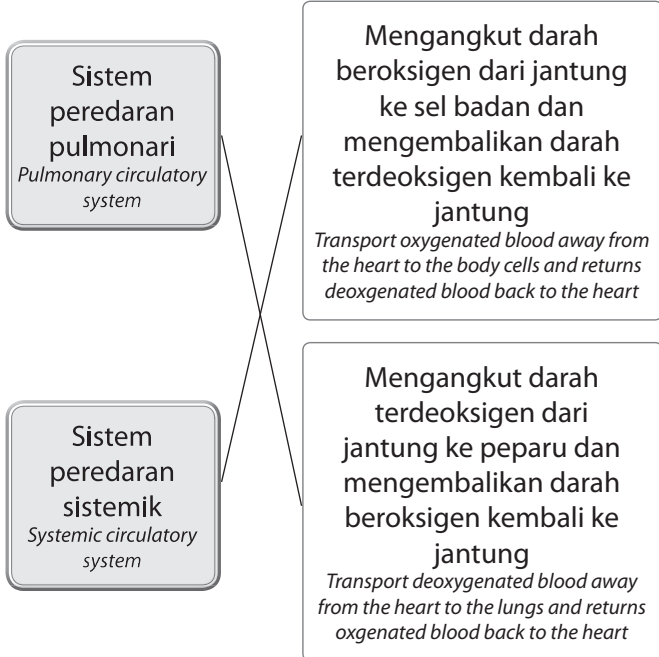 Sistem
peredaran
pulmonari
Pulmonary circulatory
system
Mengangkut darah
beroksigen dari jantung
ke sel badan dan
mengembalikan darah
terdeoksigen kembali ke
jantung
Transport oxygenated blood away from
the heart to the body cells and returns
deoxgenated blood back to the heart
Sistem
peredaran
sistemik
Systemic circulatory
system
Mengangkut darah
terdeoksigen dari
jantung ke peparu dan
mengembalikan darah
beroksigen kembali ke
jantung
Transport deoxygenated blood away
from the heart to the lungs and returns
oxgenated blood back to the heart